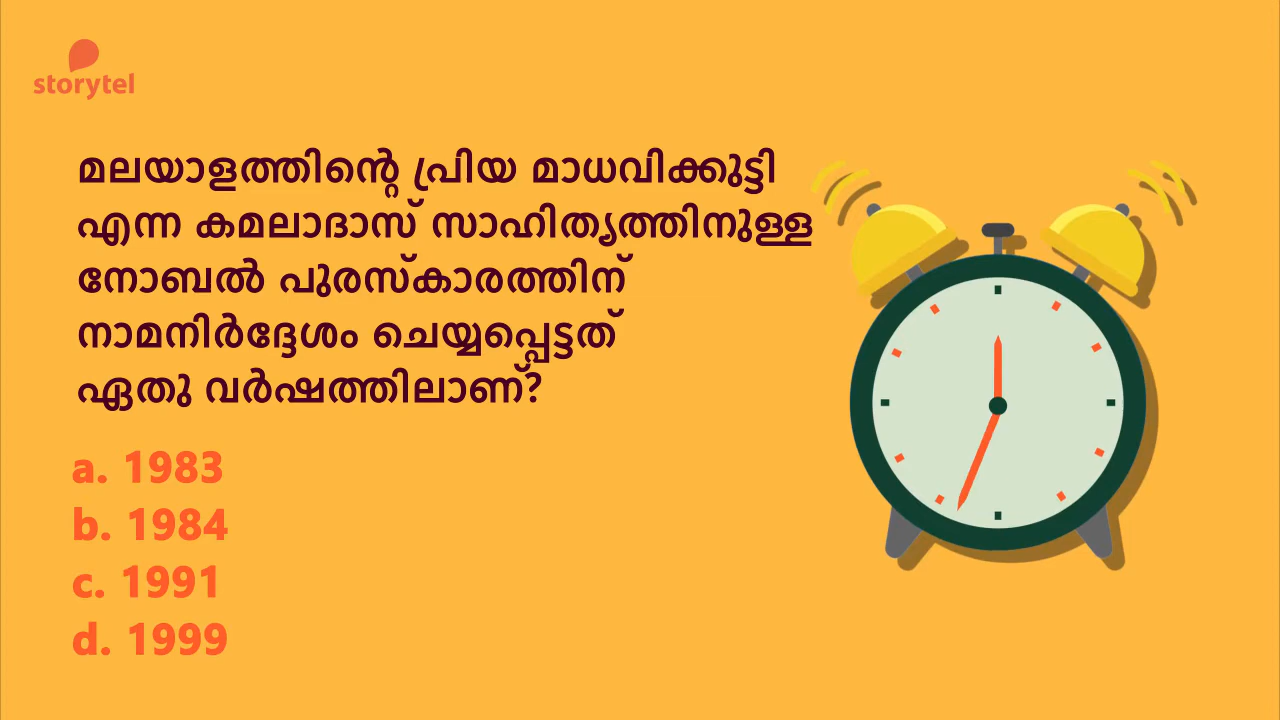 storytel
മലയാളത്തിന്റെ പ്രിയ മാധവിക്കുട്ടി
എന്ന കമലാദാസ് സാഹിത്യത്തിനുള്ള
നോബൽ പുരസ്കാരത്തിന്
നാമനിർദ്ദേശം ചെയ്യപ്പെട്ടത്
ഏതു വർഷത്തിലാണ്?
a. 1983
b. 1984
c. 1991
d. 1999